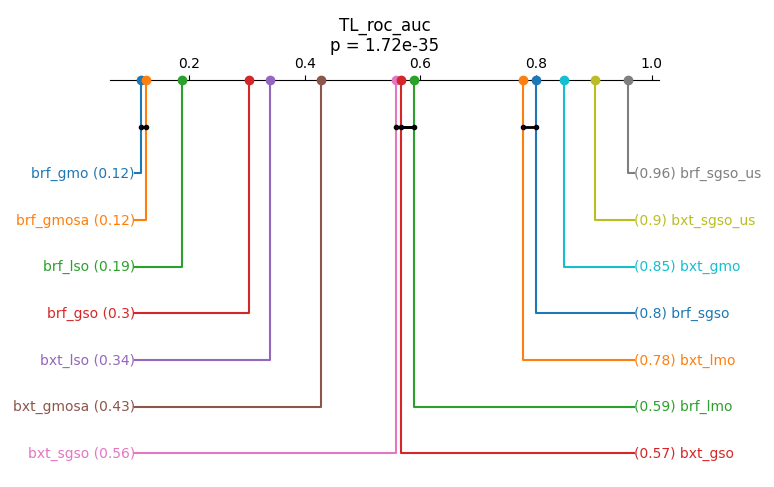 TL_roc_auc
p = 1.72e-35
0.2 0.4 0.6 0.8 1.0
brf_gmo (0.12)
(0.96) brf_sgso_us
brf_gmosa (0.12)
(0.9) bxt_sgso_us
brf_lso (0.19)
(0.85) bxt_gmo
brf_gso (0.3)
(0.8) brf_sgso
bxt_lso (0.34)
(0.78) bxt_lmo
bxt_gmosa (0.43)
(0.59) brf_lmo
bxt_sgso (0.56)
(0.57) bxt_gso